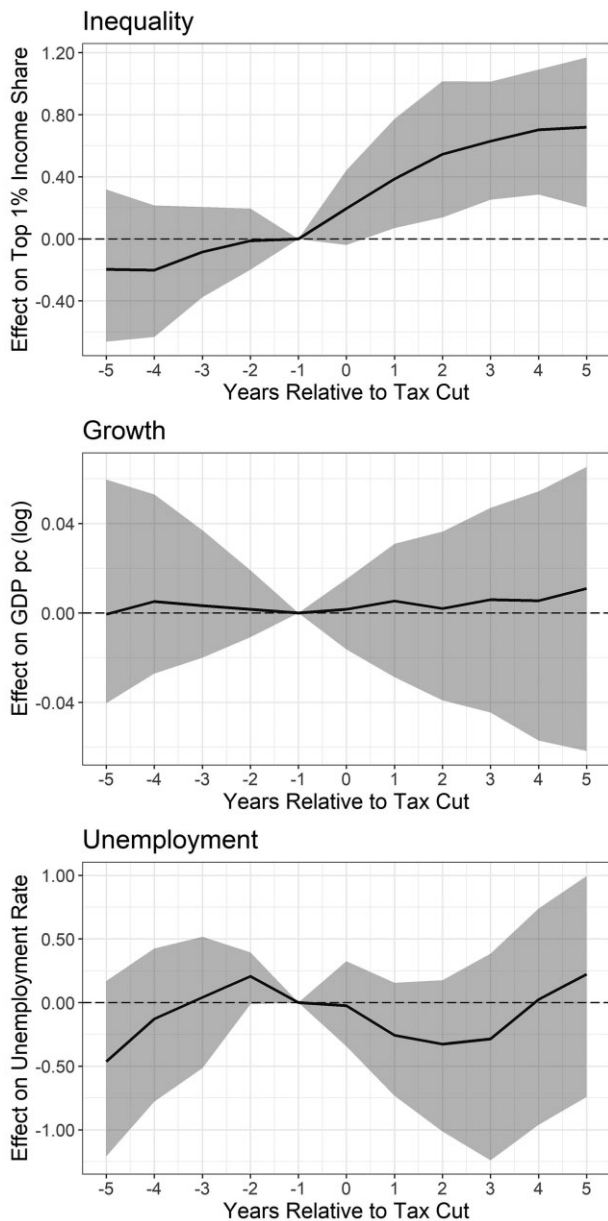 Inequality
Effect on Top 1% Income Share
1.20
0.80
0.40
0.00
-0.40
-5 -4 -3 -2 -1 0 1 2 3 4 5
Years Relative to Tax Cut
Growth
Effect on GDP pc (log)
0.04
0.00
-0.04
-5 -4 -3 -2 -1 0 1 2 3 4 5
Years Relative to Tax Cut
Unemployment
Effect on Unemployment Rate
1.00
0.50
0.00
-0.50
-1.00
-5 -4 -3 -2 -1 0 1 2 3 4 5
Years Relative to Tax Cut